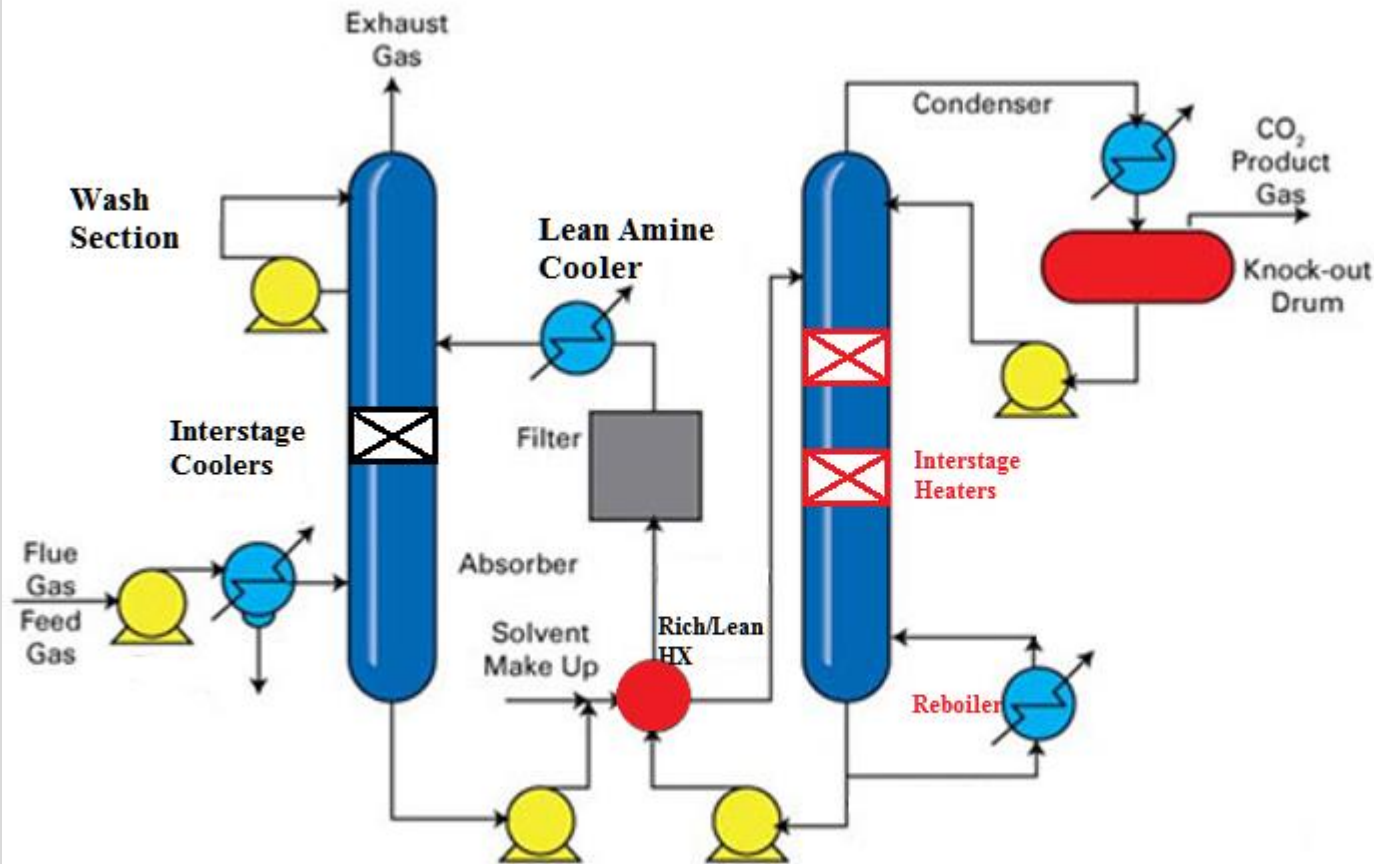 Exhaust
Gas
Condenser
CO₂
Product
Gas
Wash
Section
Lean Amine
Cooler
Knock-out
Drum
Interstage
Coolers
Filter
Interstage
Heaters
Flue
Gas
Feed
Gas
Absorber
Solvent
Make Up
Rich/Lean
HX
Reboiler